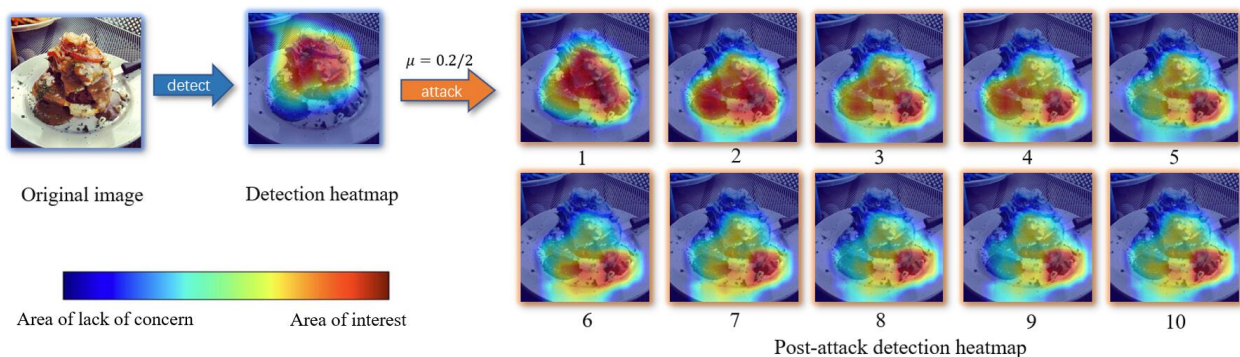 detect
μ = 0.2/2
attack
1
2
3
4
5
Original image
Detection heatmap
6
7
8
9
10
Area of lack of concern
Area of interest
Post-attack detection heatmap